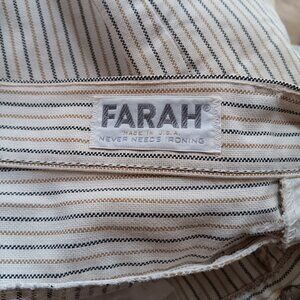 FARAH®
MADE IN U.S.A.
NEVER NEEDS IRONING